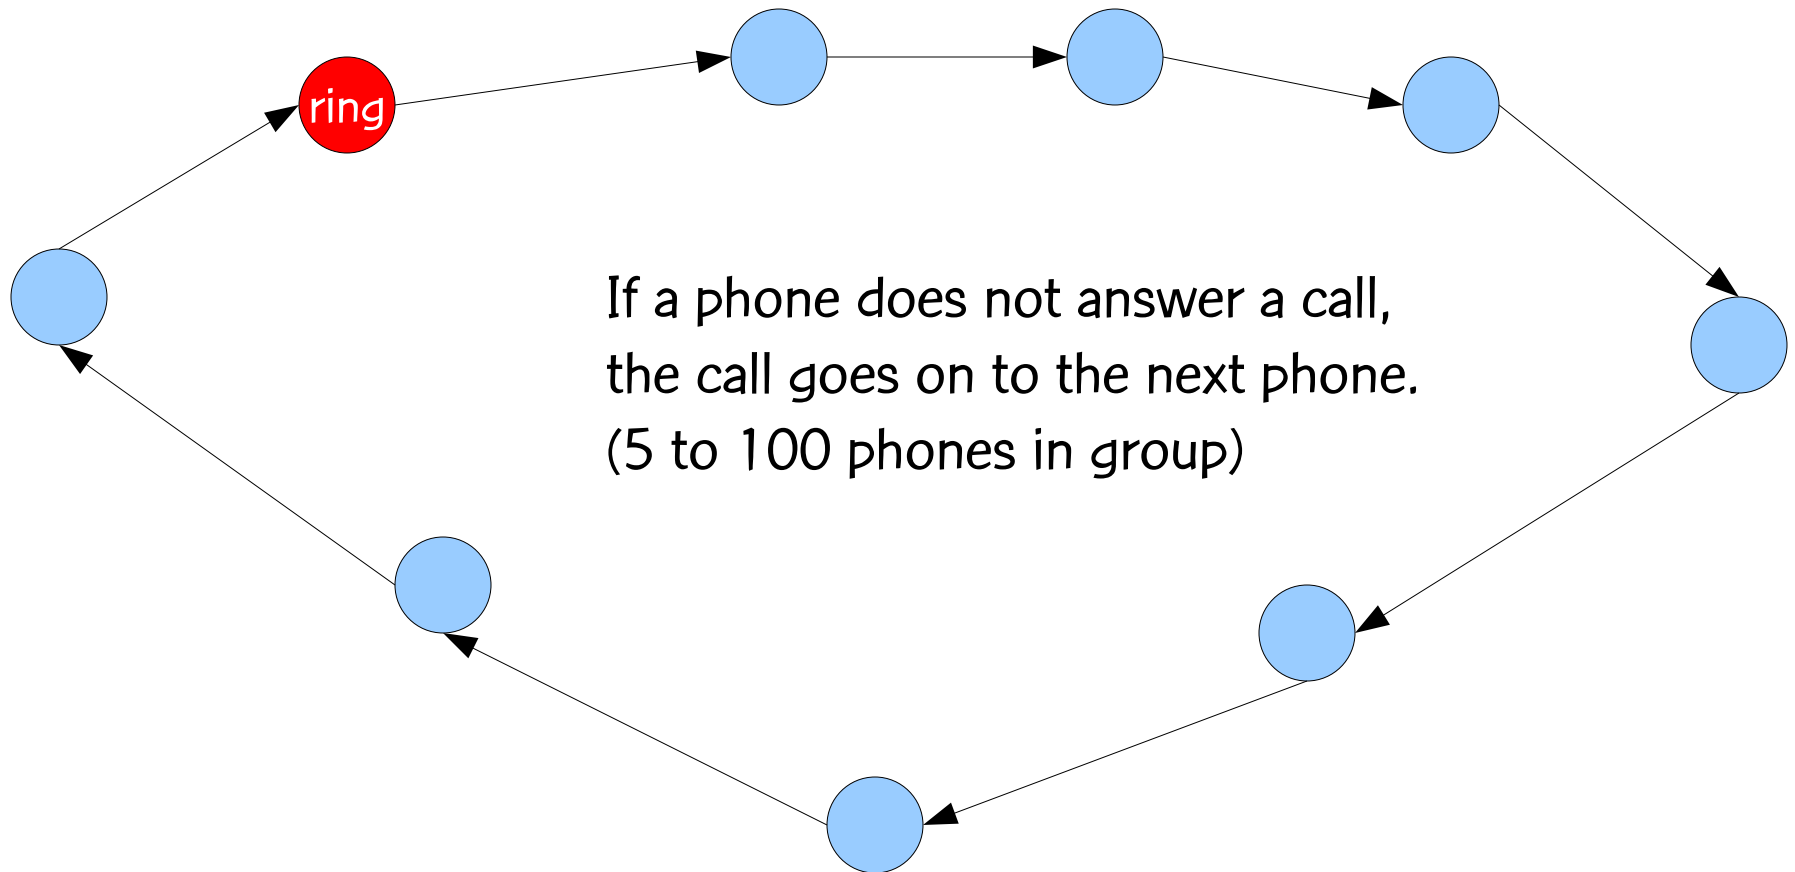 ring
If a phone does not answer a call,
the call goes on to the next phone.
(5 to 100 phones in group)